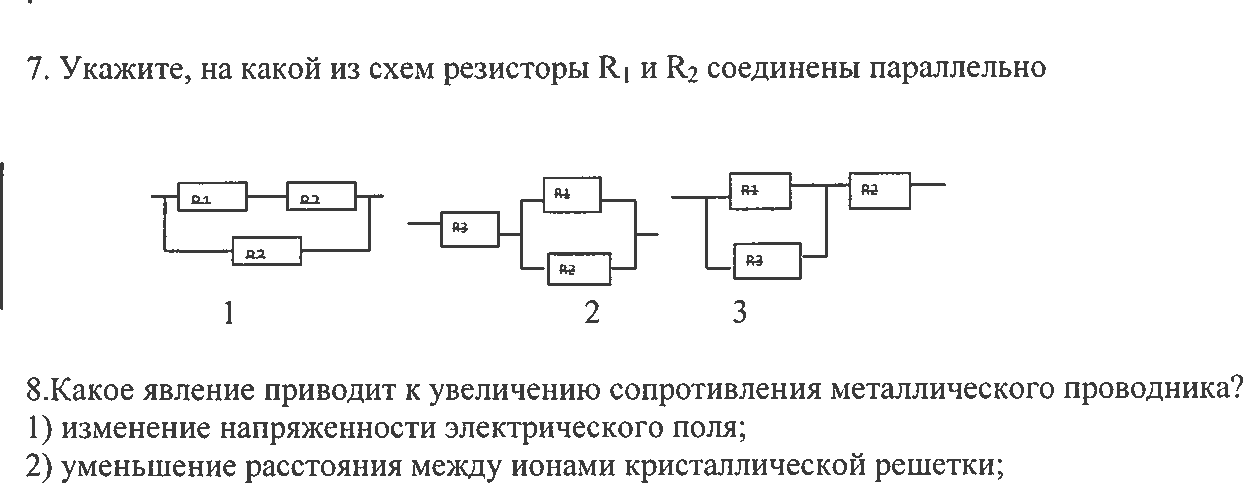 7. Укажите, на какой из схем резисторы R₁ и R₂ соединены параллельно
R1 R2 R1 R1 R2
R3 R2 R3
R2
1 2 3
8.Какое явление приводит к увеличению сопротивления металлического проводника?
1) изменение напряженности электрического поля;
2) уменьшение расстояния между ионами кристаллической решетки;